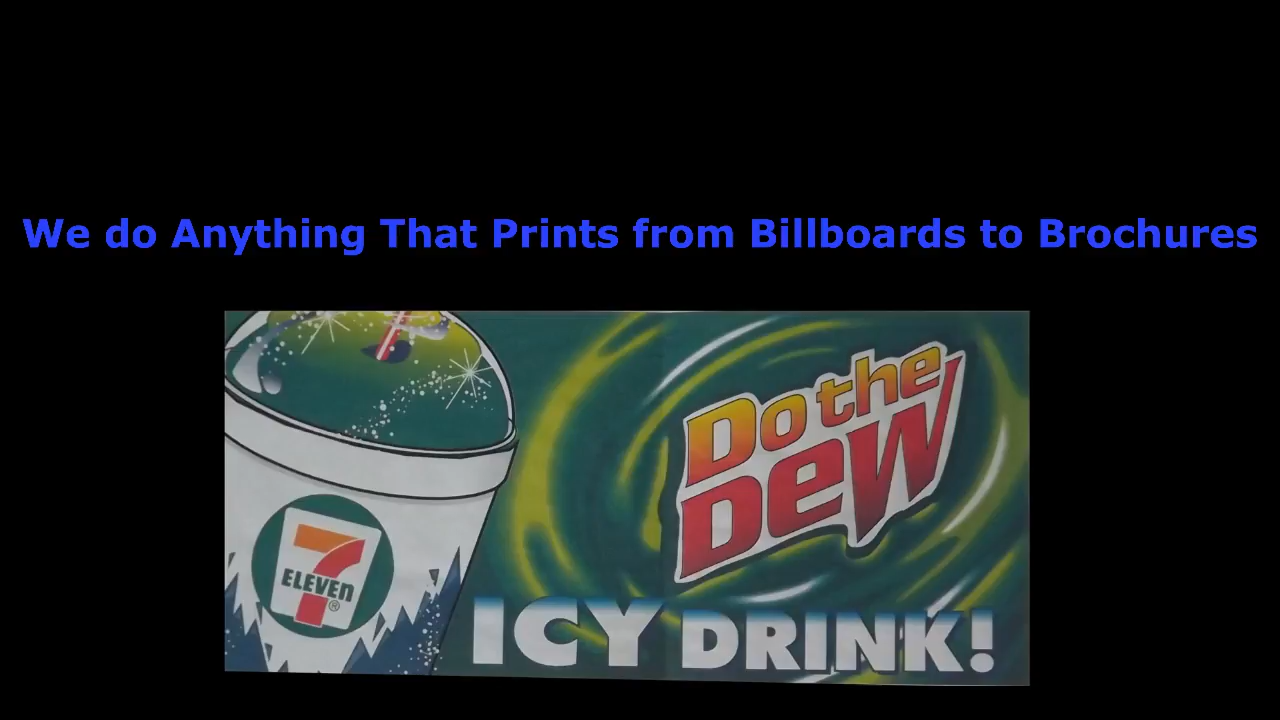 We do Anything That Prints from Billboards to Brochures
Do the
Dew
7
ELEVEn
®
ICY DRINK!